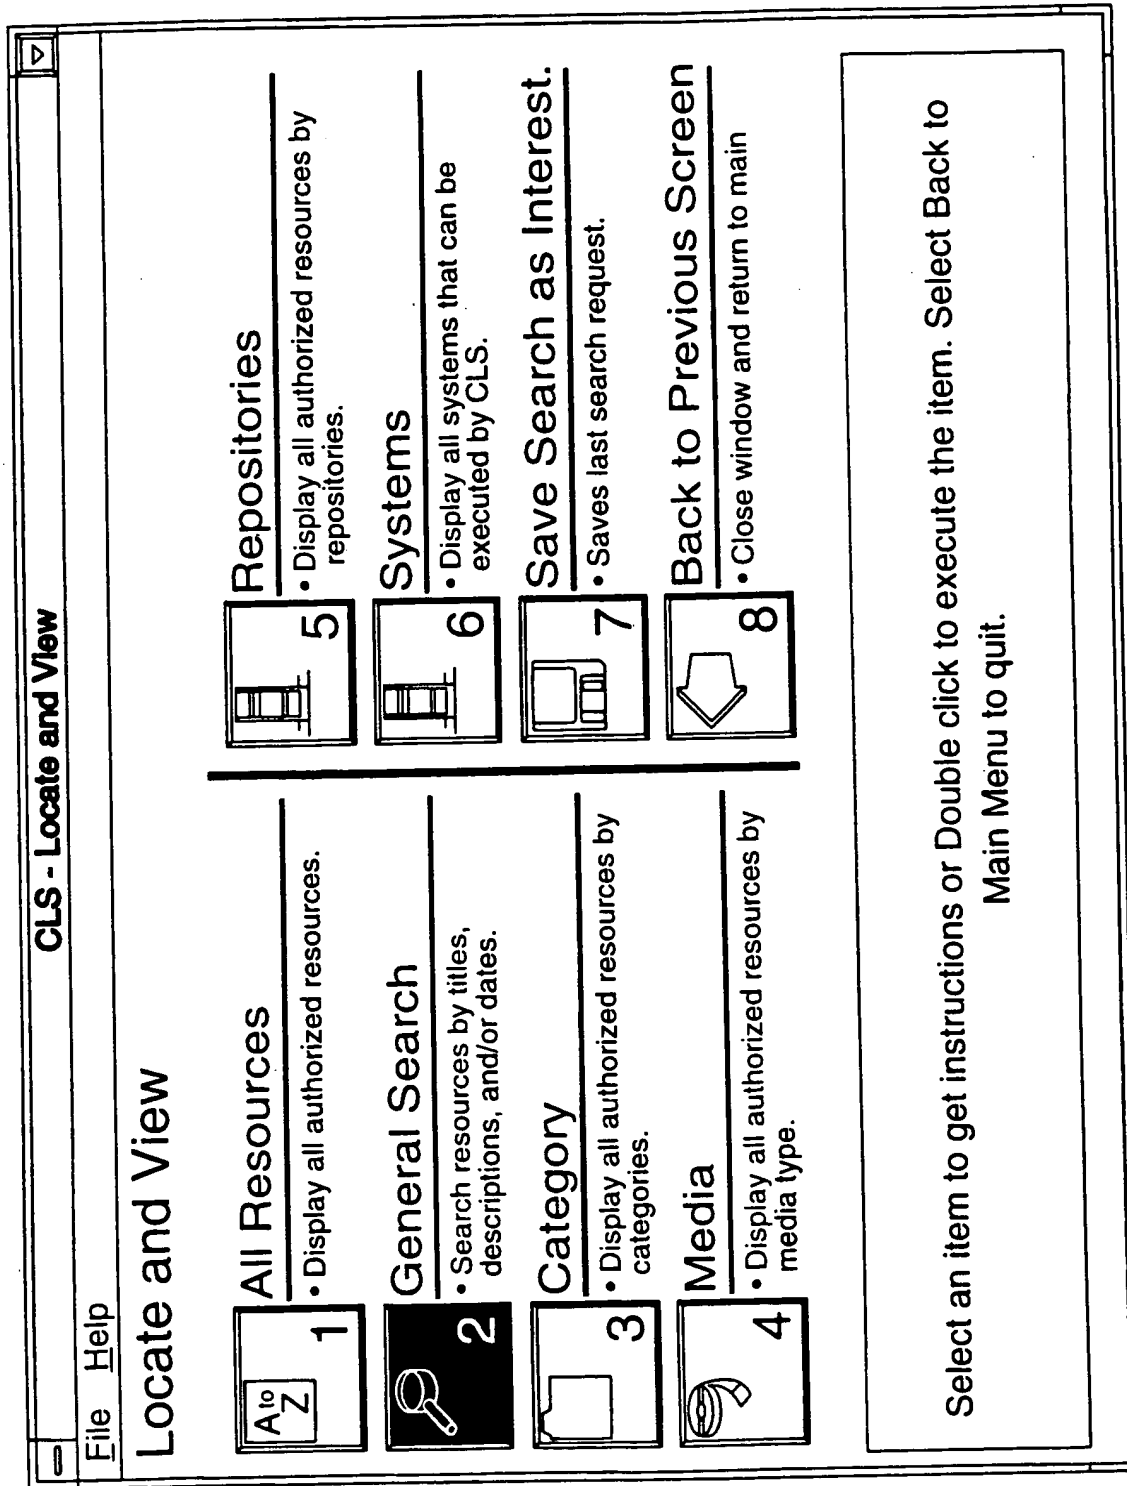 CLS - Locate and View
File Help
Locate and View
A to
Z
1
All Resources
• Display all authorized resources.
2
General Search
• Search resources by titles,
descriptions, and/or dates.
3
Category
• Display all authorized resources by
categories.
4
Media
• Display all authorized resources by
media type.
5
Repositories
• Display all authorized resources by
repositories.
6
Systems
• Display all systems that can be
executed by CLS.
7
Save Search as Interest.
• Saves last search request.
8
Back to Previous Screen
• Close window and return to main
Select an item to get instructions or Double click to execute the item. Select Back to
Main Menu to quit.